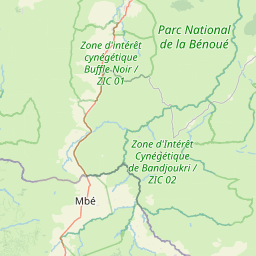 Parc National
de la Bénoué
Zone d'intérêt
cynégétique
Buffle Noir /
ZIC 01
Zone d'Intérêt
Cynégétique
de Bandjoukri /
ZIC 02
Mbé